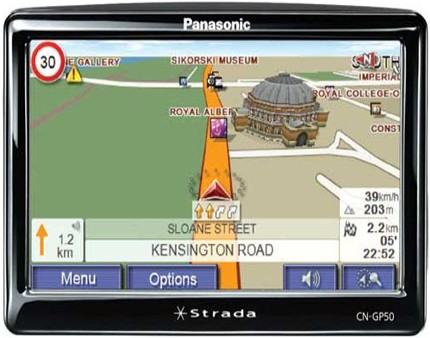 Panasonic
30
E GALLERY
SIKORSKI MUSEUM
IMPERIAL
ROYAL COLLEGE O
ROYAL ALBER
CONST
39km/h
203m
2.2km
05'
22:52
1.2
km
SLOANE STREET
KENSINGTON ROAD
Menu
Options
Strada
CN-GP50